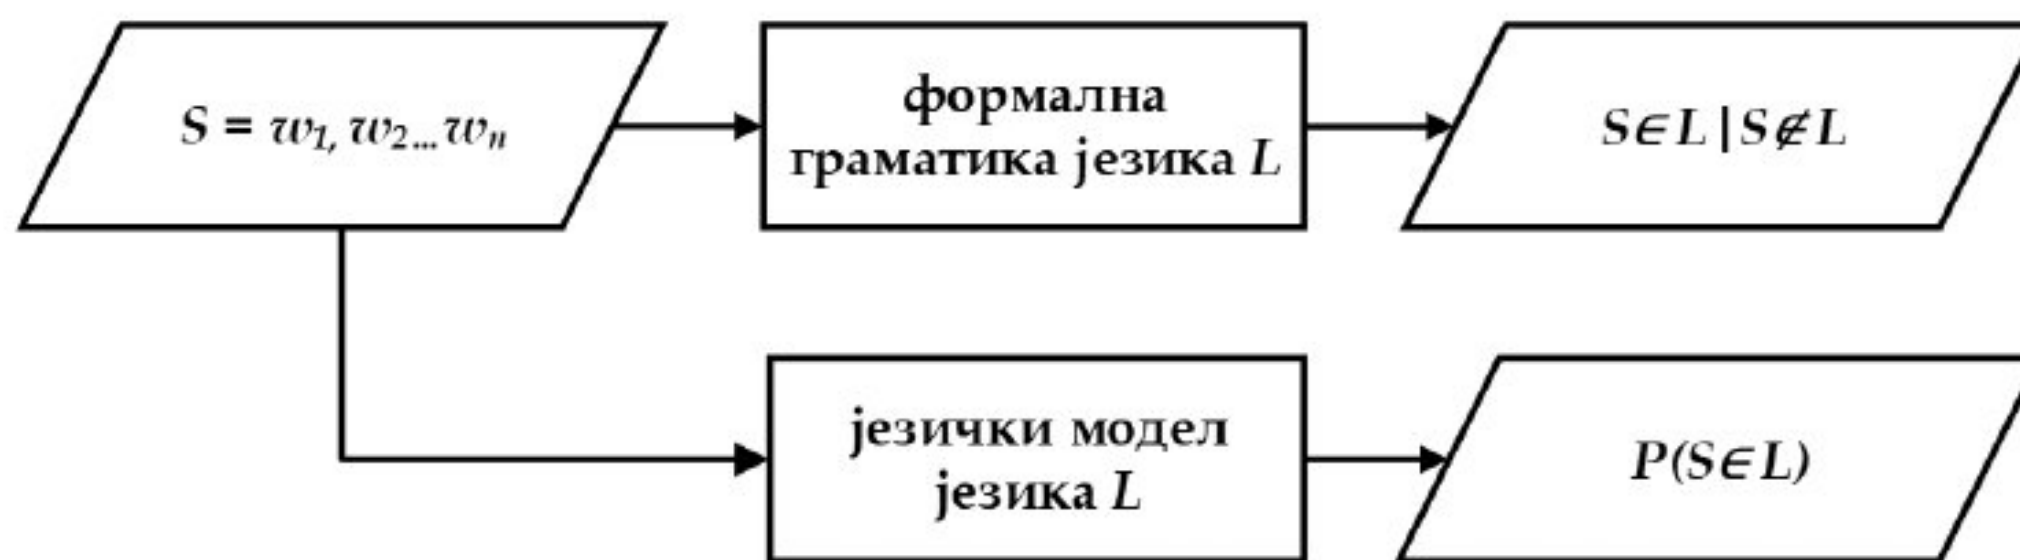 S = w1, w2...wn
формална
граматика језика L
S∈L|S∉L
језички модел
језика L
P(S∈L)